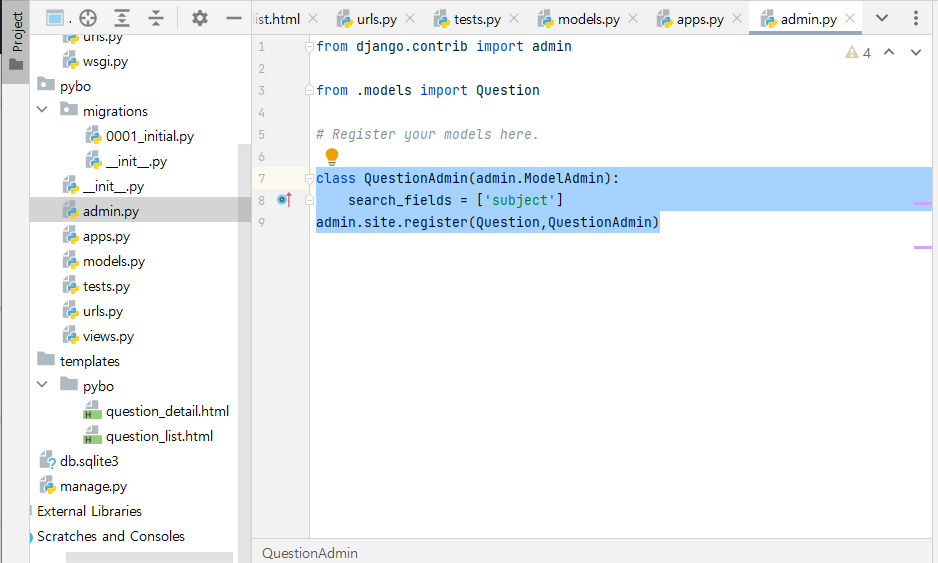 Project
ist.html
urls.py
tests.py
models.py
apps.py
admin.py
urls.py
wsgi.py
pybo
migrations
0001_initial.py
__init__.py
__init__.py
admin.py
apps.py
models.py
tests.py
urls.py
views.py
templates
pybo
question_detail.html
question_list.html
db.sqlite3
manage.py
External Libraries
Scratches and Consoles
4
1 from django.contrib import admin
2
3 from .models import Question
4
5 # Register your models here.
6
7 class QuestionAdmin(admin.ModelAdmin):
8     search_fields = ['subject']
9 admin.site.register(Question,QuestionAdmin)
QuestionAdmin